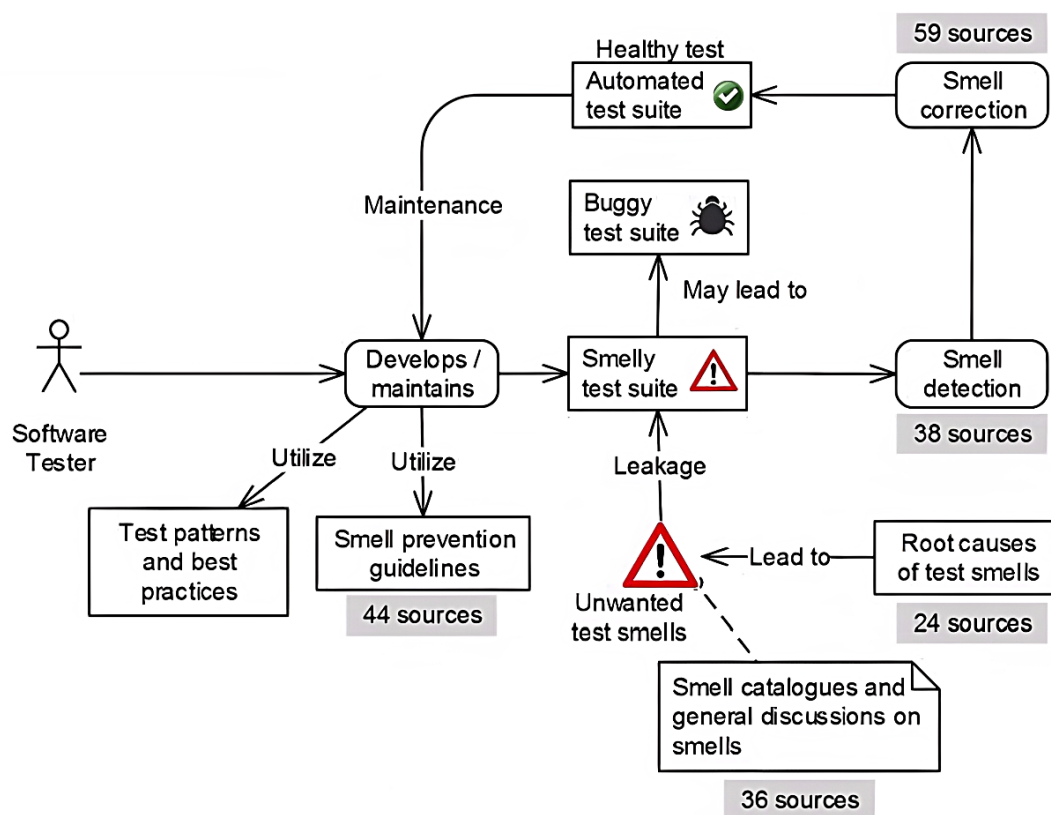 59 sources
Healthy test
Automated
test suite
Smell
correction
Maintenance
Buggy
test suite
May lead to
Develops /
maintains
Smelly
test suite
Smell
detection
38 sources
Software
Tester
Utilize
Utilize
Leakage
Test patterns
and best
practices
Smell prevention
guidelines
44 sources
Lead to
Root causes
of test smells
24 sources
Unwanted
test smells
Smell catalogues and
general discussions on
smells
36 sources